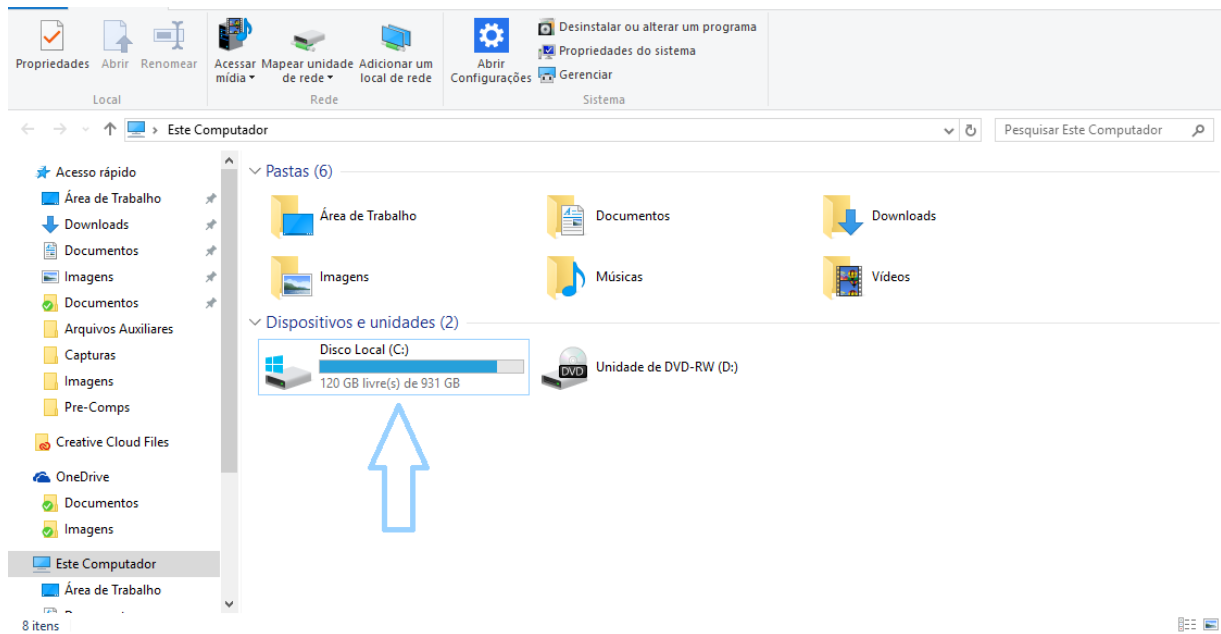 Propriedades
Abrir
Renomear
Acessar mídia
Mapear unidade de rede
Adicionar um local de rede
Abrir Configurações
Desinstalar ou alterar um programa
Propriedades do sistema
Gerenciar
Local
Rede
Sistema
Este Computador
Pesquisar Este Computador
Acesso rápido
Área de Trabalho
Downloads
Documentos
Imagens
Documentos
Arquivos Auxiliares
Capturas
Imagens
Pre-Comps
Creative Cloud Files
OneDrive
Documentos
Imagens
Este Computador
Área de Trabalho
Pastas (6)
Área de Trabalho
Documentos
Downloads
Imagens
Músicas
Vídeos
Dispositivos e unidades (2)
Disco Local (C:)
120 GB livre(s) de 931 GB
DVD
Unidade de DVD-RW (D:)
8 itens